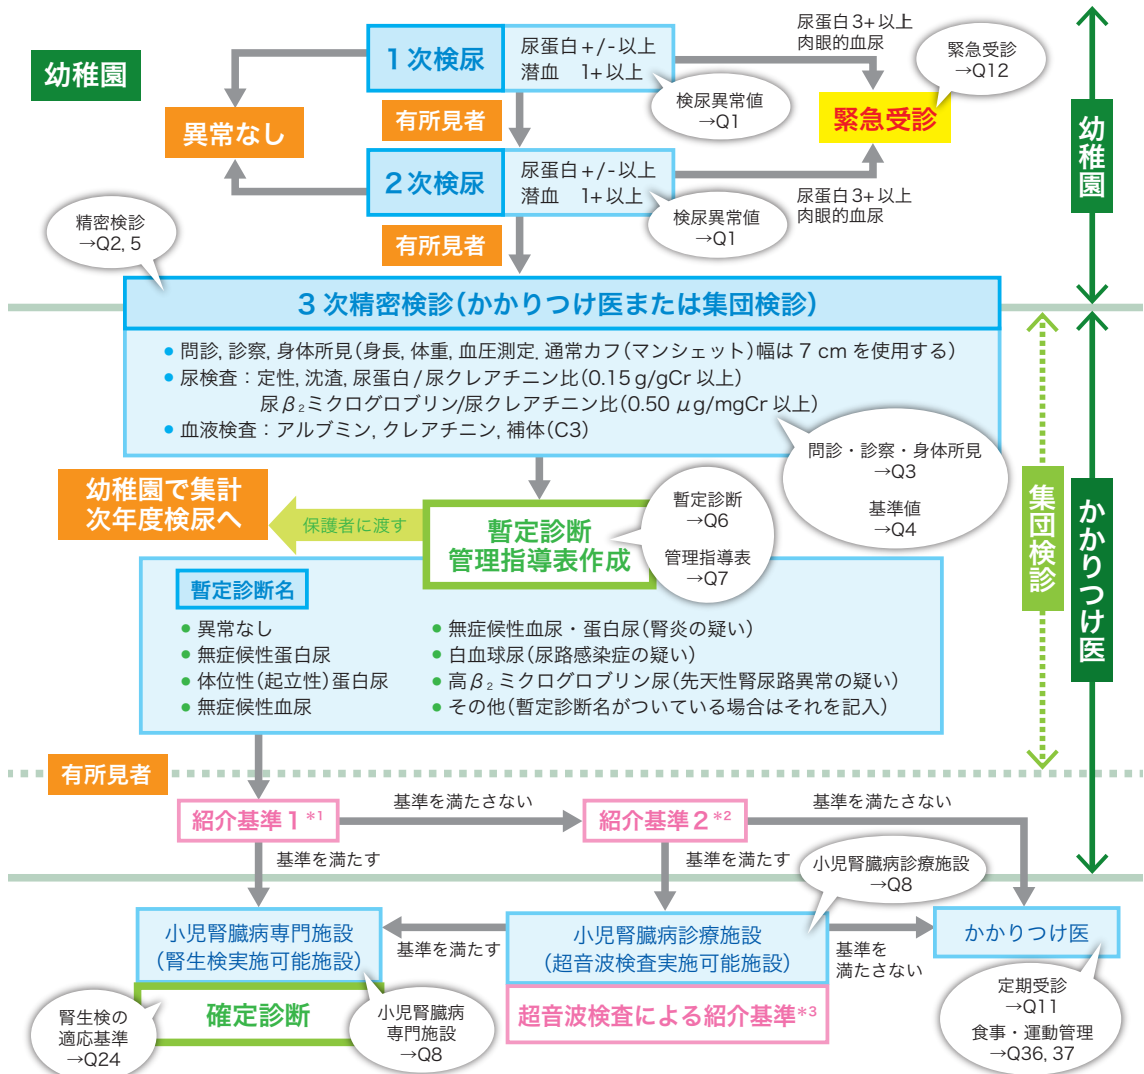 幼稚園
1次検尿
尿蛋白+/-以上
潜血 1+以上
尿蛋白3+以上
肉眼的血尿
緊急受診
→Q12
検尿異常値
→Q1
異常なし
有所見者
緊急受診
幼稚園
2次検尿
尿蛋白+/-以上
潜血 1+以上
尿蛋白3+以上
肉眼的血尿
検尿異常値
→Q1
精密検診
→Q2, 5
有所見者
3次精密検診(かかりつけ医または集団検診)
● 問診, 診察, 身体所見(身長, 体重, 血圧測定, 通常カフ(マンシェット)幅は 7 cm を使用する)
● 尿検査：定性, 沈渣, 尿蛋白/尿クレアチニン比(0.15 g/gCr 以上)
尿β₂ミクログロブリン/尿クレアチニン比(0.50 μg/mgCr 以上)
● 血液検査：アルブミン, クレアチニン, 補体(C3)
問診・診察・身体所見
→Q3
基準値
→Q4
集団検診
かかりつけ医
幼稚園で集計
次年度検尿へ
保護者に渡す
暫定診断
管理指導表作成
暫定診断
→Q6
管理指導表
→Q7
暫定診断名
● 異常なし
● 無症候性蛋白尿
● 体位性(起立性)蛋白尿
● 無症候性血尿
● 無症候性血尿・蛋白尿(腎炎の疑い)
● 白血球尿(尿路感染症の疑い)
● 高β₂ミクログロブリン尿(先天性腎尿路異常の疑い)
● その他(暫定診断名がついている場合はそれを記入)
有所見者
紹介基準1*1
基準を満たさない
紹介基準2*2
基準を満たさない
基準を満たす
基準を満たす
小児腎臓病診療施設
→Q8
小児腎臓病専門施設
(腎生検実施可能施設)
基準を満たす
小児腎臓病診療施設
(超音波検査実施可能施設)
基準を
満たさない
かかりつけ医
確定診断
超音波検査による紹介基準*3
腎生検の
適応基準
→Q24
小児腎臓病
専門施設
→Q8
定期受診
→Q11
食事・運動管理
→Q36, 37